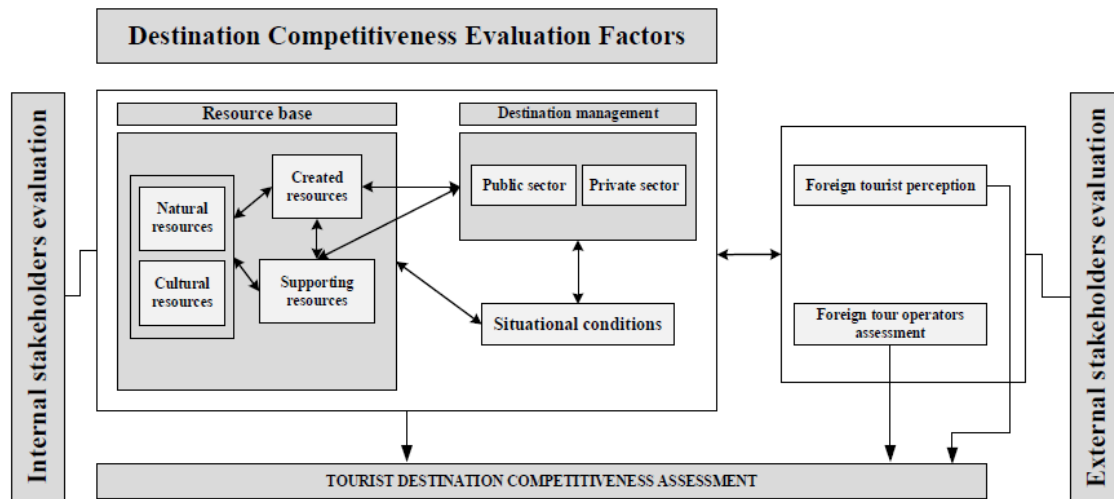 Destination Competitiveness Evaluation Factors
Internal stakeholders evaluation
Resource base
Natural
resources
Cultural
resources
Created
resources
Supporting
resources
Destination management
Public sector
Private sector
Situational conditions
Foreign tourist perception
Foreign tour operators
assessment
External stakeholders evaluation
TOURIST DESTINATION COMPETITIVENESS ASSESSMENT